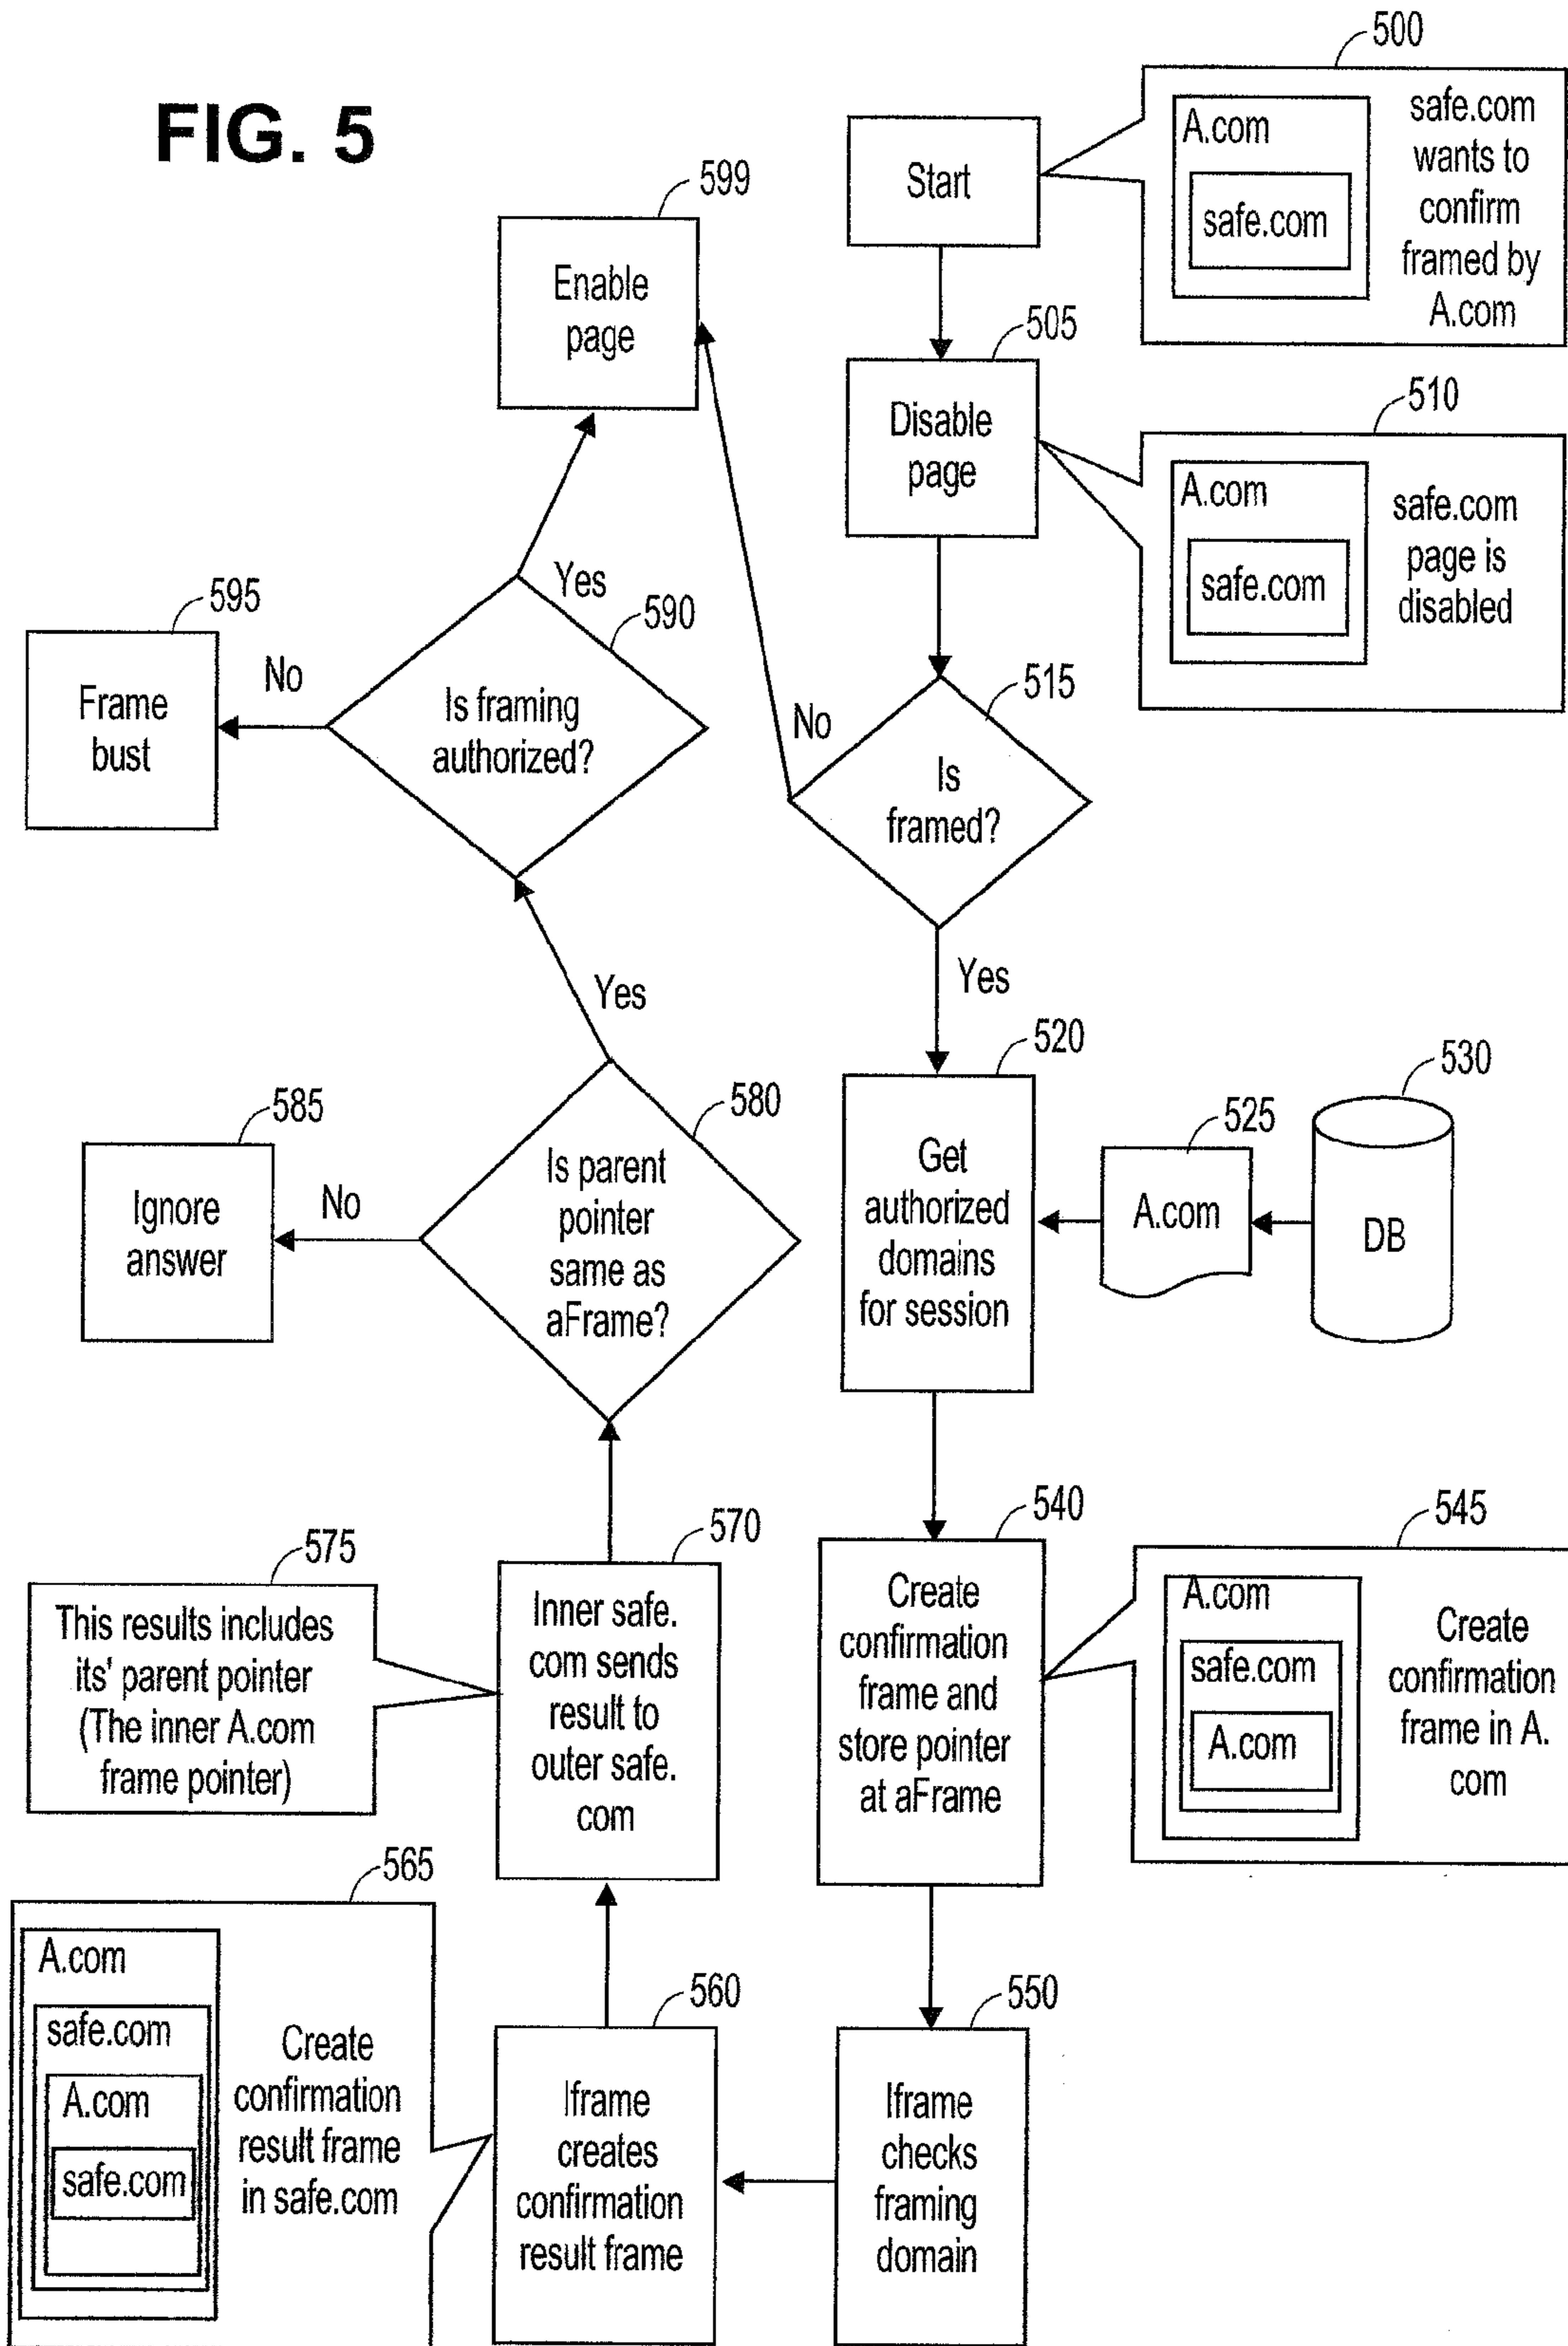 FIG. 5
500
Start
A.com
safe.com
safe.com
wants to
confirm
framed by
A.com
599
Enable
page
505
Disable
page
510
A.com
safe.com
safe.com
page is
disabled
595
Frame
bust
No
Yes
590
Is framing
authorized?
515
No
Is
framed?
Yes
Yes
520
Get
authorized
domains
for session
525
A.com
530
DB
585
Ignore
answer
No
580
Is parent
pointer
same as
aFrame?
540
Create
confirmation
frame and
store pointer
at aFrame
545
A.com
safe.com
A.com
Create
confirmation
frame in A.
com
575
This results includes
its' parent pointer
(The inner A.com
frame pointer)
570
Inner safe.
com sends
result to
outer safe.
com
565
A.com
safe.com
A.com
safe.com
Create
confirmation
result frame
in safe.com
560
Iframe
creates
confirmation
result frame
550
Iframe
checks
framing
domain